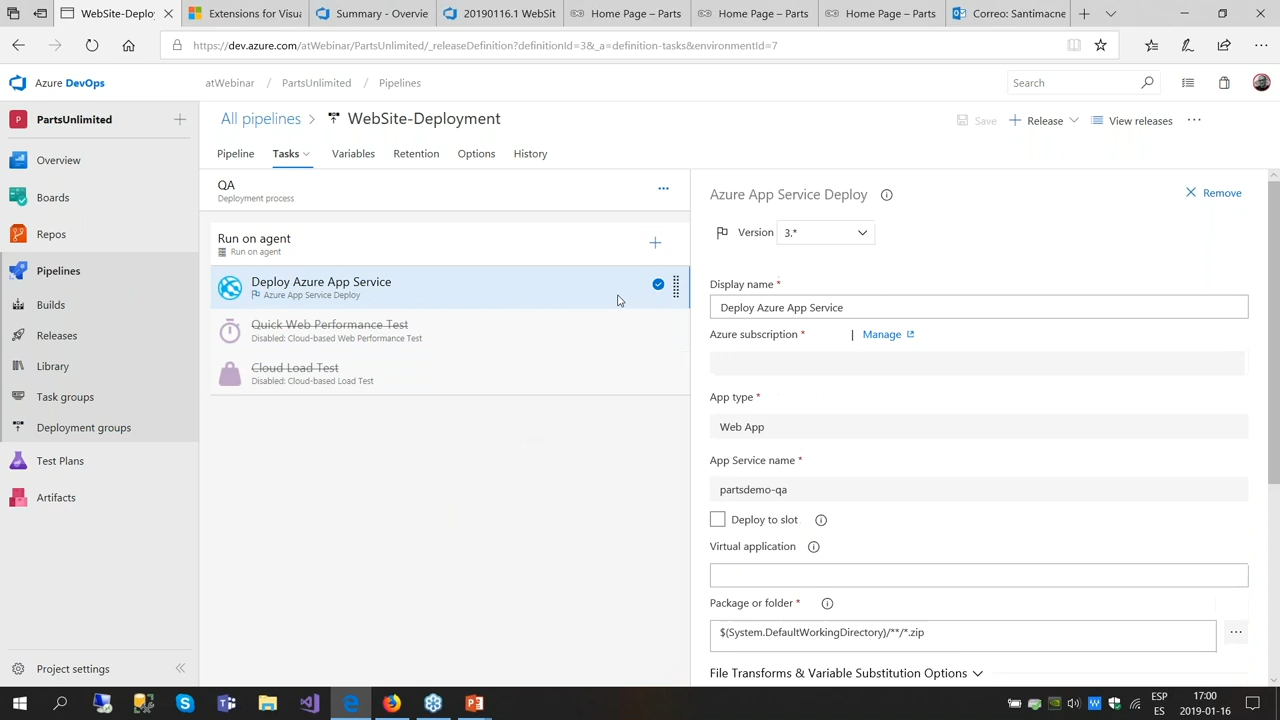 WebSite-Deploy
Extensions for Visu
Summary - Overvie
20190116.1 WebSit
Home Page – Parts
Home Page – Parts
Home Page – Parts
Correo: Santimacne
https://dev.azure.com/atWebinar/PartsUnlimited/_releaseDefinition?definitionId=3&_a=definition-tasks&environmentId=7
Azure DevOps
atWebinar / PartsUnlimited / Pipelines
Search
P PartsUnlimited
Overview
Boards
Repos
Pipelines
Builds
Releases
Library
Task groups
Deployment groups
Test Plans
Artifacts
Project settings
All pipelines > WebSite-Deployment
Save
Release
View releases
Pipeline
Tasks
Variables
Retention
Options
History
QA
Deployment process
Run on agent
Run on agent
Deploy Azure App Service
Azure App Service Deploy
Quick Web Performance Test
Disabled: Cloud-based Web Performance Test
Cloud Load Test
Disabled: Cloud-based Load Test
Azure App Service Deploy
Remove
Version 3.*
Display name *
Deploy Azure App Service
Azure subscription * | Manage
App type *
Web App
App Service name *
partsdemo-qa
Deploy to slot
Virtual application
Package or folder *
$(System.DefaultWorkingDirectory)/**/*.zip
File Transforms & Variable Substitution Options
ESP
ES
17:00
2019-01-16